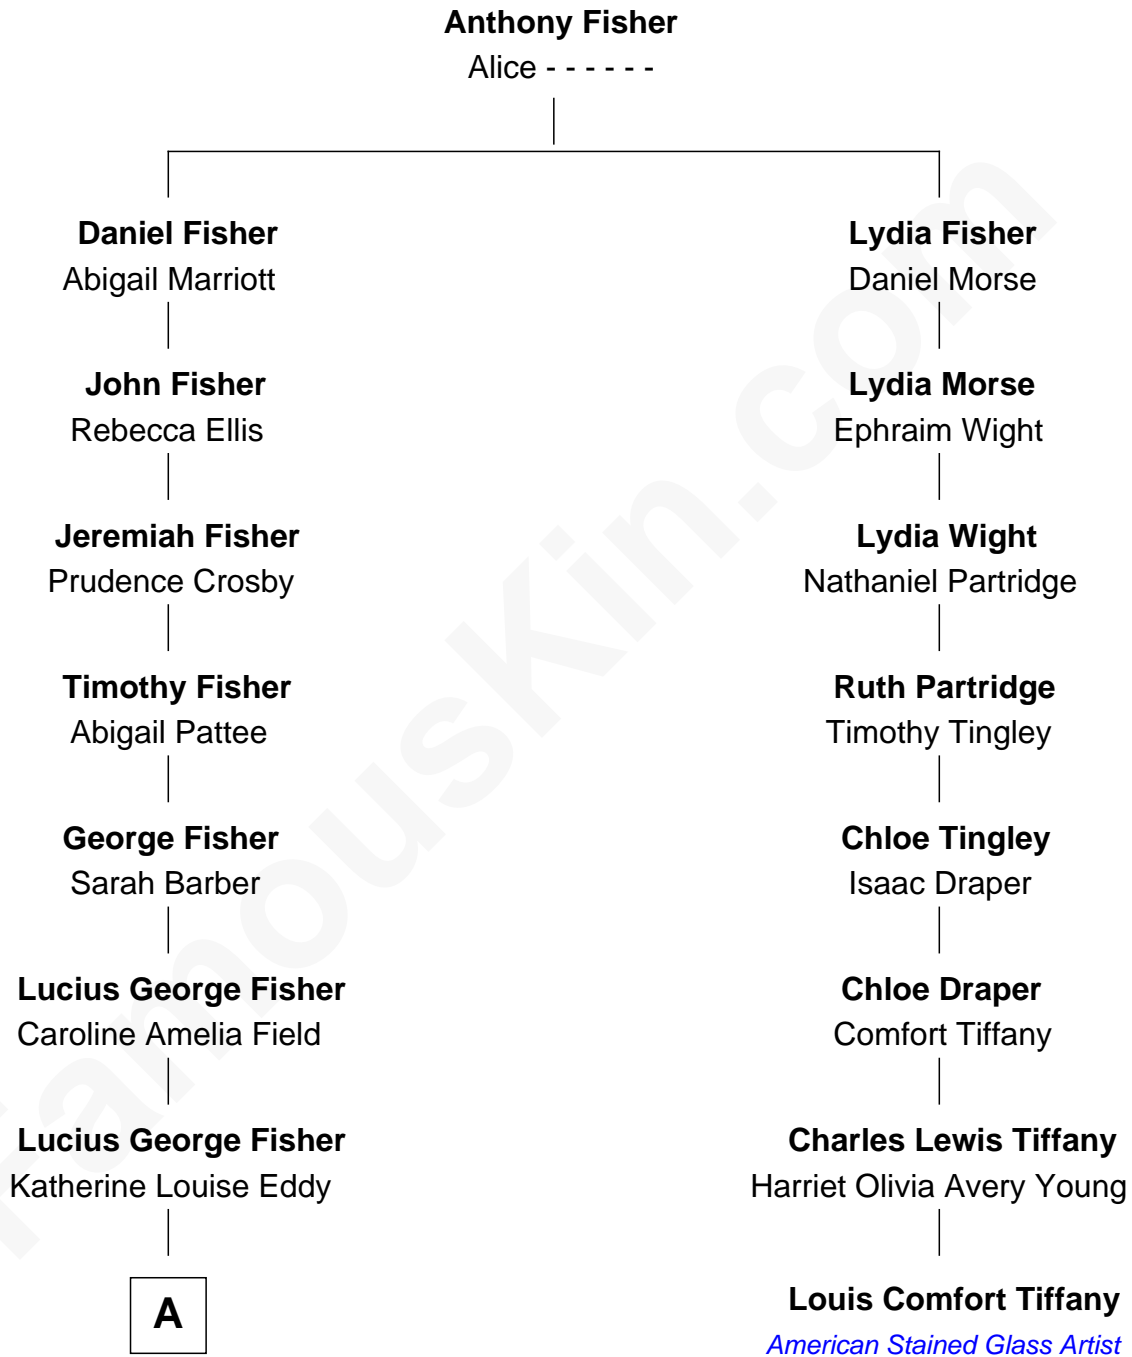 Anthony Fisher
Alice - - - - - -
Daniel Fisher
Abigail Marriott
Lydia Fisher
Daniel Morse
John Fisher
Rebecca Ellis
Lydia Morse
Ephraim Wight
Jeremiah Fisher
Prudence Crosby
Lydia Wight
Nathaniel Partridge
Timothy Fisher
Abigail Pattee
Ruth Partridge
Timothy Tingley
George Fisher
Sarah Barber
Chloe Tingley
Isaac Draper
Lucius George Fisher
Caroline Amelia Field
Chloe Draper
Comfort Tiffany
Lucius George Fisher
Katherine Louise Eddy
Charles Lewis Tiffany
Harriet Olivia Avery Young
A
Louis Comfort Tiffany
American Stained Glass Artist
FamousKin.com